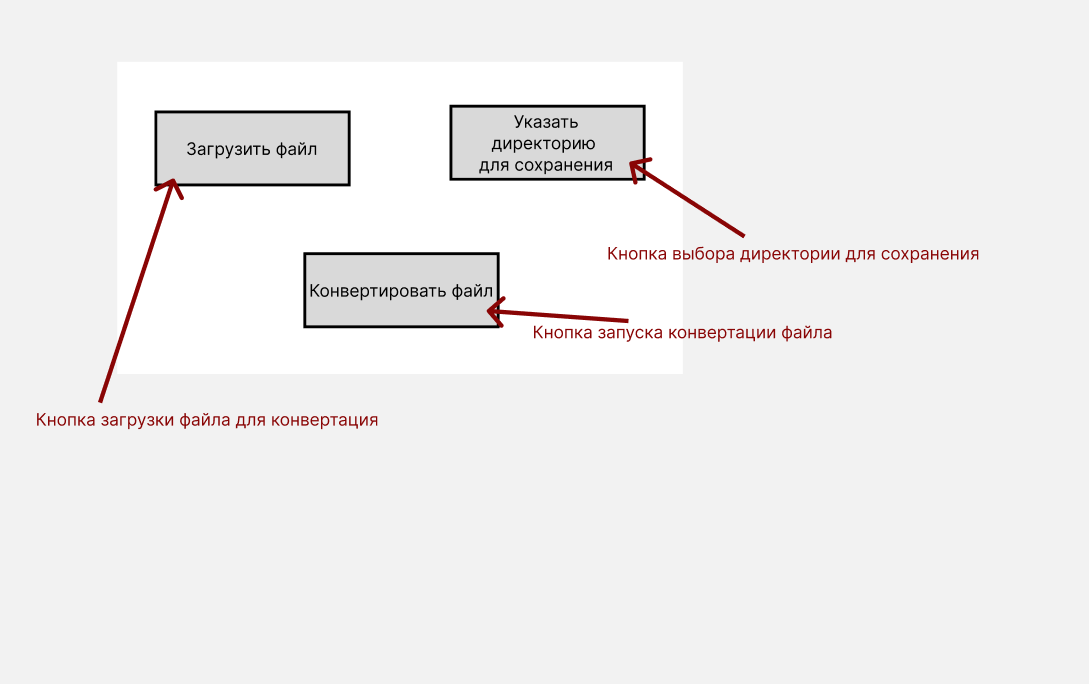 Загрузить файл
Указать
директорию
для сохранения
Кнопка выбора директории для сохранения
Конвертировать файл
Кнопка запуска конвертации файла
Кнопка загрузки файла для конвертация